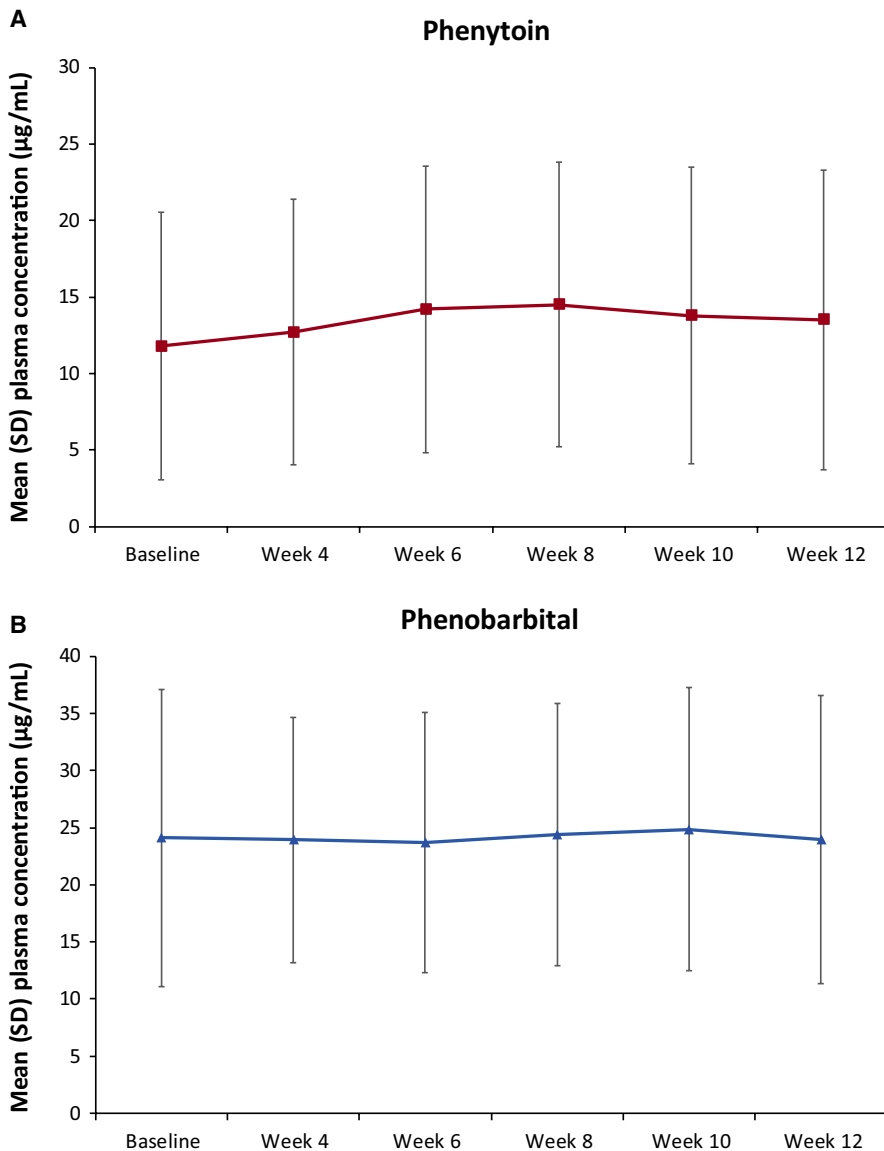 A
Phenytoin
Mean (SD) plasma concentration (µg/mL)
30
25
20
15
10
5
0
Baseline Week 4 Week 6 Week 8 Week 10 Week 12
B
Phenobarbital
Mean (SD) plasma concentration (µg/mL)
40
35
30
25
20
15
10
5
0
Baseline Week 4 Week 6 Week 8 Week 10 Week 12